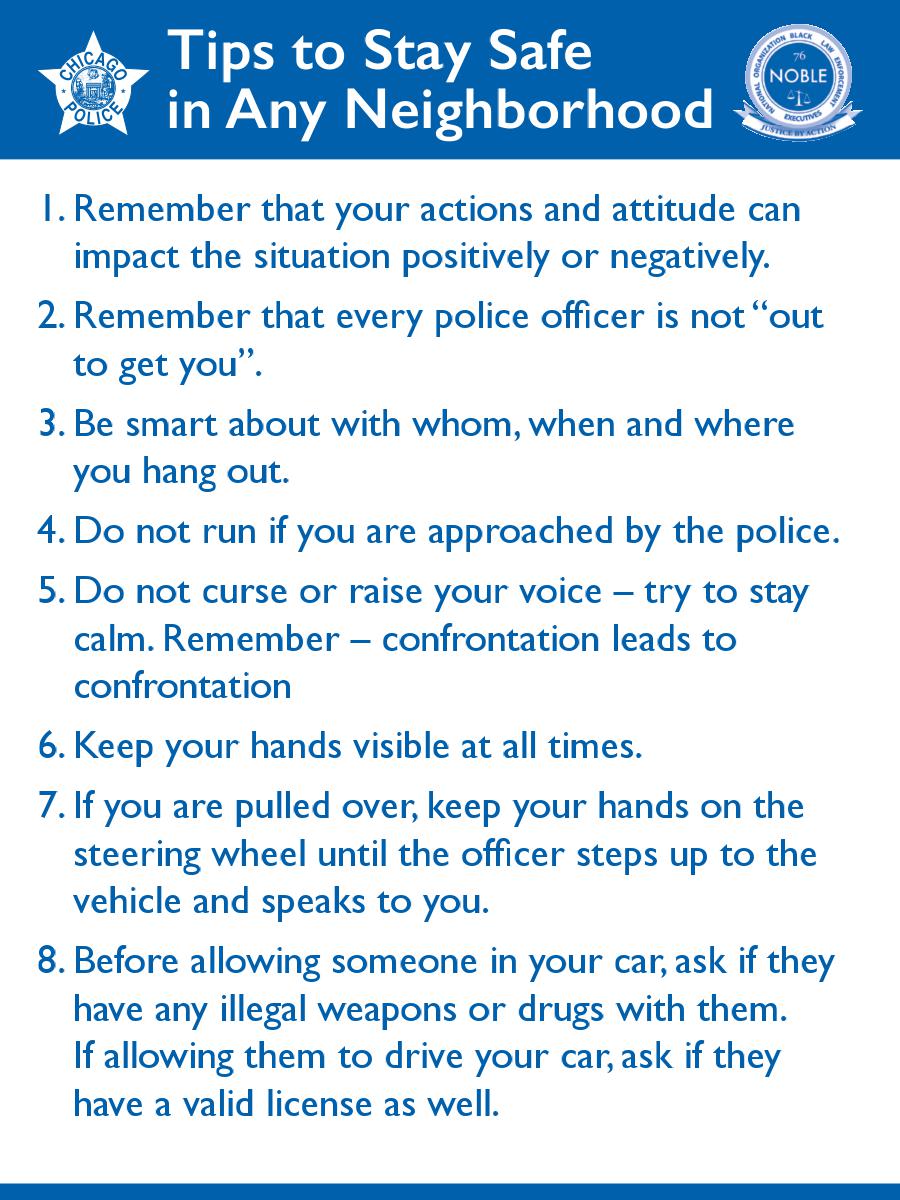 CHICAGO
POLICE
Tips to Stay Safe
in Any Neighborhood
NATIONAL ORGANIZATION BLACK LAW ENFORCEMENT
76
NOBLE
EXECUTIVES
JUSTICE BY ACTION
1. Remember that your actions and attitude can
impact the situation positively or negatively.
2. Remember that every police officer is not “out
to get you”.
3. Be smart about with whom, when and where
you hang out.
4. Do not run if you are approached by the police.
5. Do not curse or raise your voice – try to stay
calm. Remember – confrontation leads to
confrontation
6. Keep your hands visible at all times.
7. If you are pulled over, keep your hands on the
steering wheel until the officer steps up to the
vehicle and speaks to you.
8. Before allowing someone in your car, ask if they
have any illegal weapons or drugs with them.
If allowing them to drive your car, ask if they
have a valid license as well.